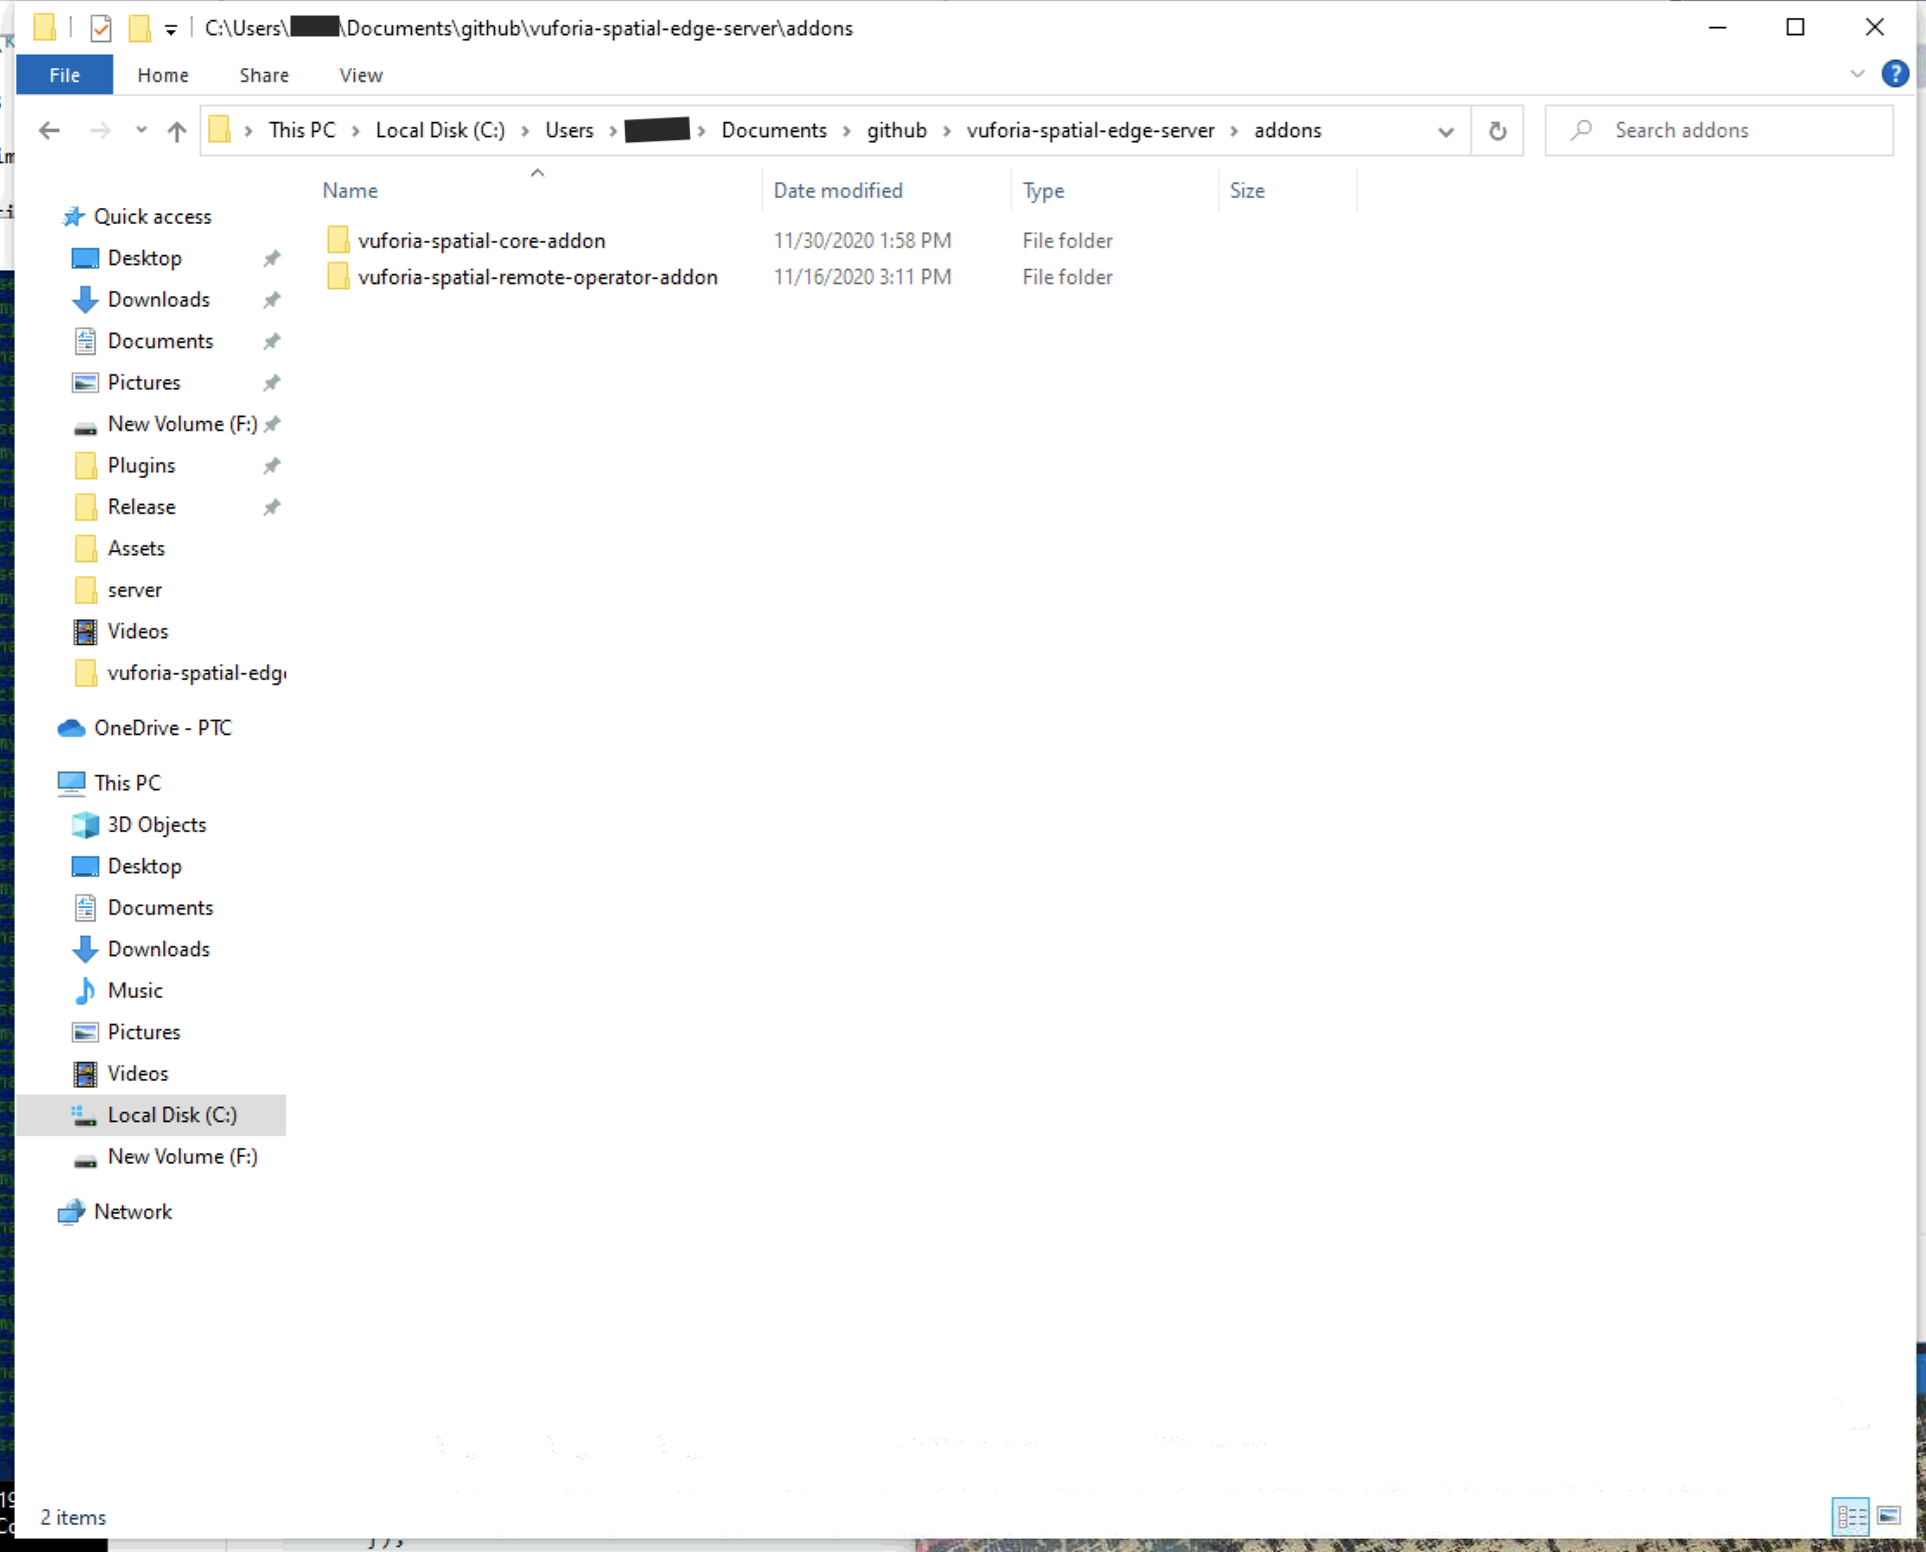 C:\Users\ \Documents\github\vuforia-spatial-edge-server\addons
File Home Share View
This PC Local Disk (C:) Users Documents github vuforia-spatial-edge-server addons
Search addons
Name Date modified Type Size
vuforia-spatial-core-addon 11/30/2020 1:58 PM File folder
vuforia-spatial-remote-operator-addon 11/16/2020 3:11 PM File folder
Quick access
Desktop
Downloads
Documents
Pictures
New Volume (F:)
Plugins
Release
Assets
server
Videos
vuforia-spatial-edg
OneDrive - PTC
This PC
3D Objects
Desktop
Documents
Downloads
Music
Pictures
Videos
Local Disk (C:)
New Volume (F:)
Network
2 items